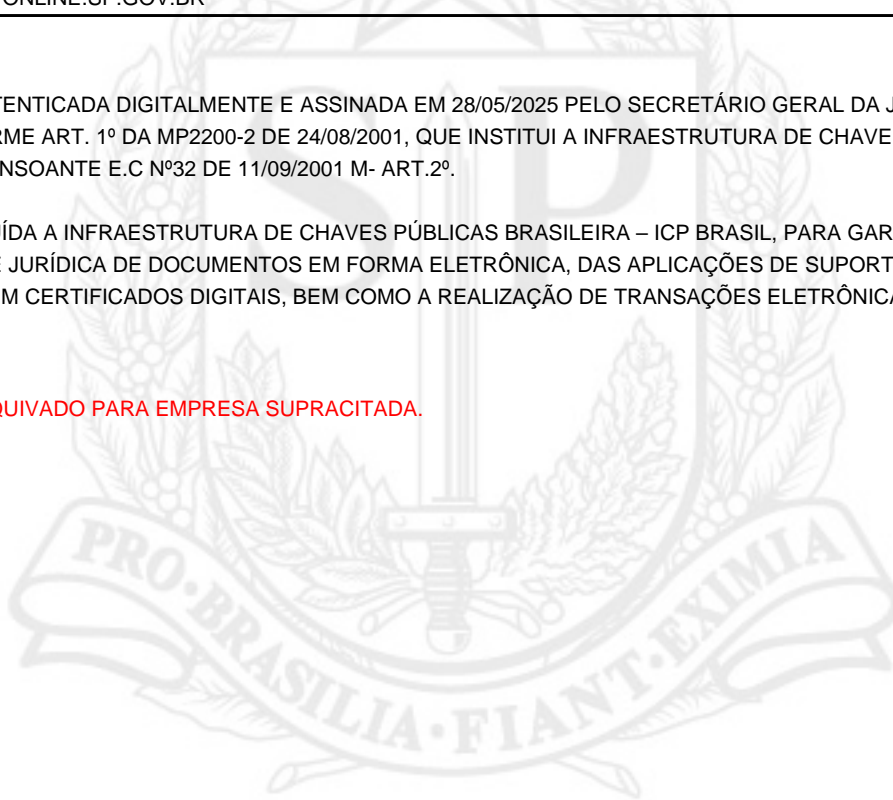 ONLINE.SP.GOV.BR
TENTICADA DIGITALMENTE E ASSINADA EM 28/05/2025 PELO SECRETÁRIO GERAL DA J
RME ART. 1º DA MP2200-2 DE 24/08/2001, QUE INSTITUI A INFRAESTRUTURA DE CHAVE
NSOANTE E.C Nº32 DE 11/09/2001 M- ART.2º.
UÍDA A INFRAESTRUTURA DE CHAVES PÚBLICAS BRASILEIRA – ICP BRASIL, PARA GAR
E JURÍDICA DE DOCUMENTOS EM FORMA ELETRÔNICA, DAS APLICAÇÕES DE SUPORT
M CERTIFICADOS DIGITAIS, BEM COMO A REALIZAÇÃO DE TRANSAÇÕES ELETRÔNICA
QUIVADO PARA EMPRESA SUPRACITADA.
SP
PRO·BRASILIA·FIANT·EXIMIA